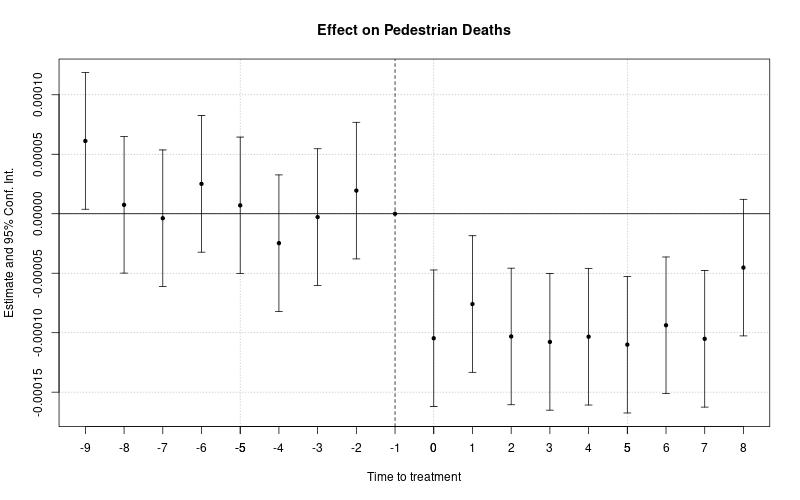 Effect on Pedestrian Deaths
Estimate and 95% Conf. Int.
0.00010
0.00005
0.00000
-0.00005
-0.00010
-0.00015
-9 -8 -7 -6 -5 -4 -3 -2 -1 0 1 2 3 4 5 6 7 8
Time to treatment